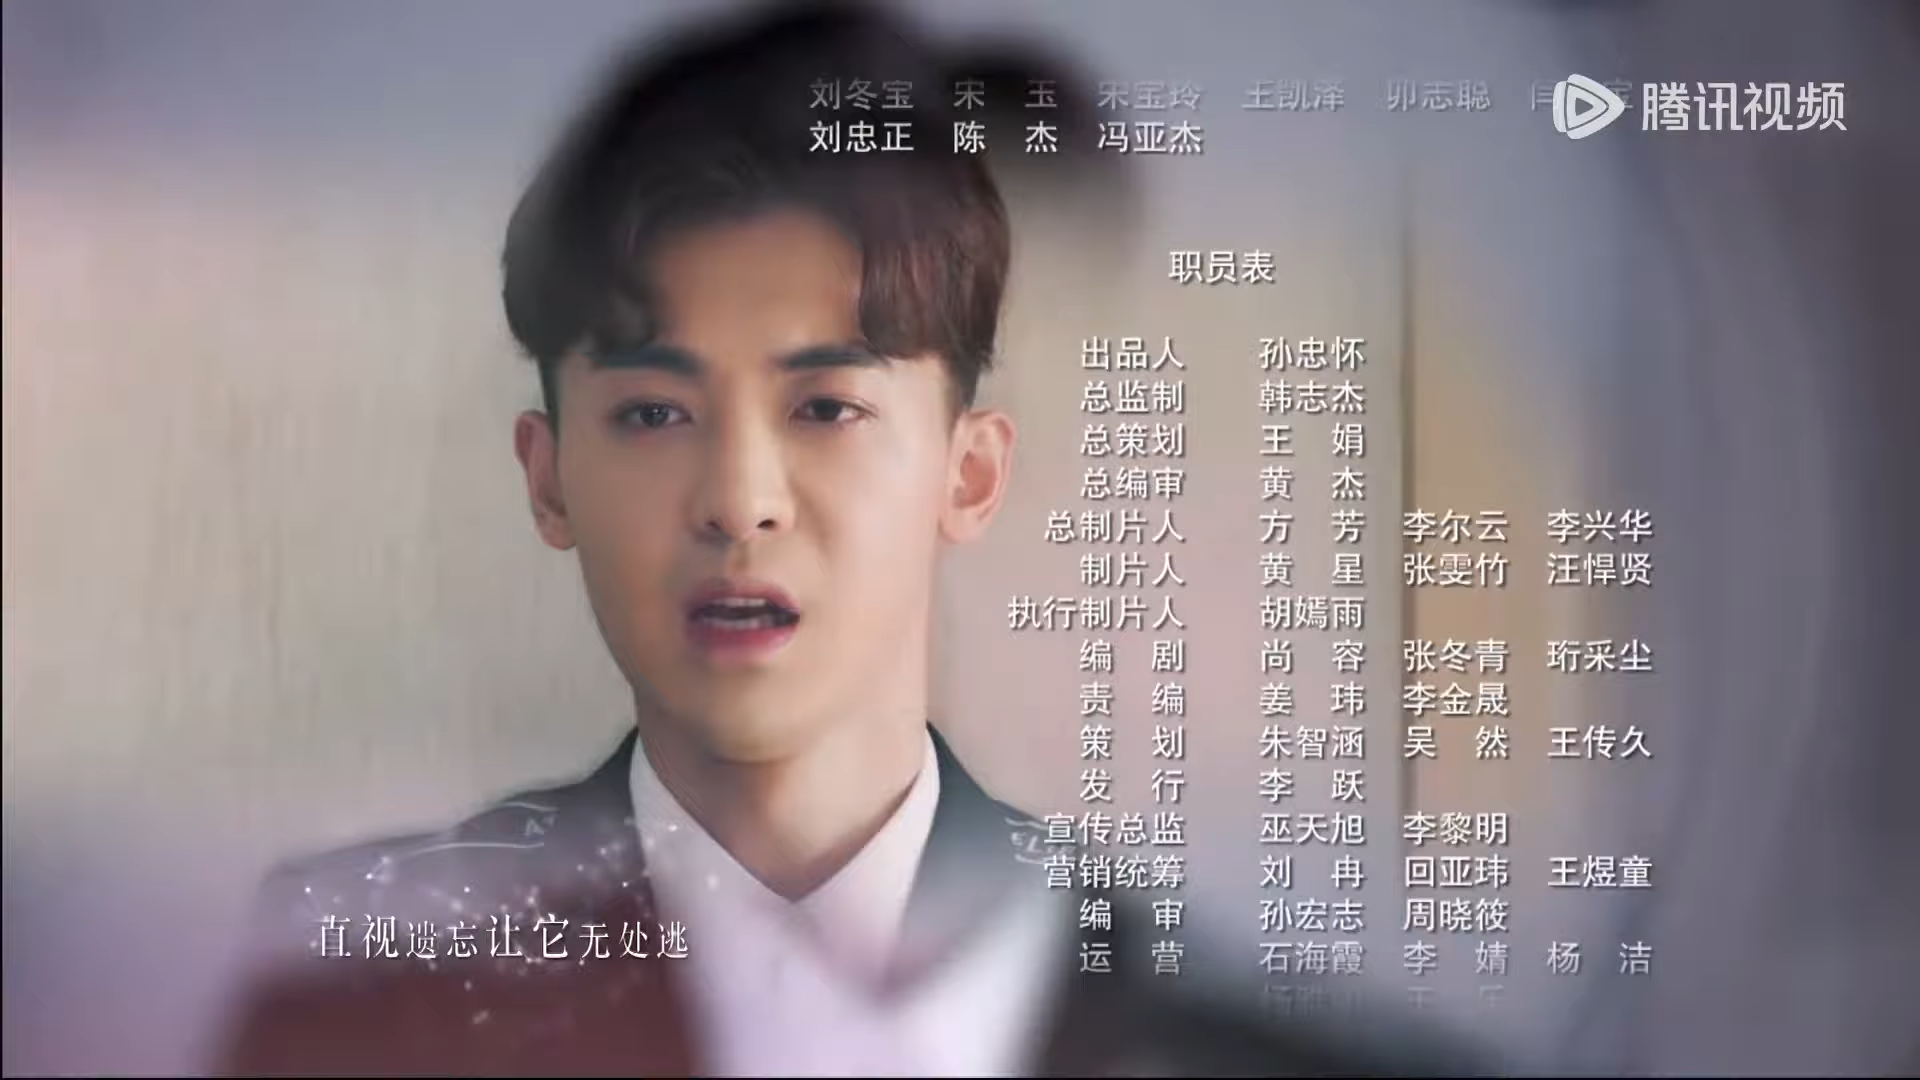 刘冬宝 宋 玉 宋宝玲 王凯泽 卯志聪 闫
腾讯视频
刘忠正 陈 杰 冯亚杰
职员表
出品人 孙忠怀
总监制 韩志杰
总策划 王 娟
总编审 黄 杰
总制片人 方 芳 李尔云 李兴华
制片人 黄 星 张雯竹 汪悍贤
执行制片人 胡嫣雨
编 剧 尚 容 张冬青 珩采尘
责 编 姜 玮 李金晟
策 划 朱智涵 吴 然 王传久
发 行 李 跃
宣传总监 巫天旭 李黎明
营销统筹 刘 冉 回亚玮 王煜童
编 审 孙宏志 周晓筱
运 营 石海霞 李 婧 杨 洁
直视遗忘让它无处逃